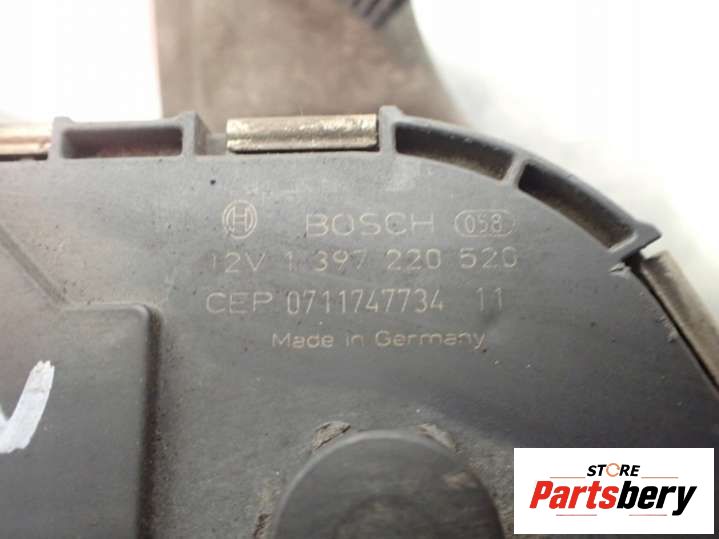 BOSCH 058
12V 1 397 220 520
CEP 0711747734 11
Made in Germany
STORE
Partsbery